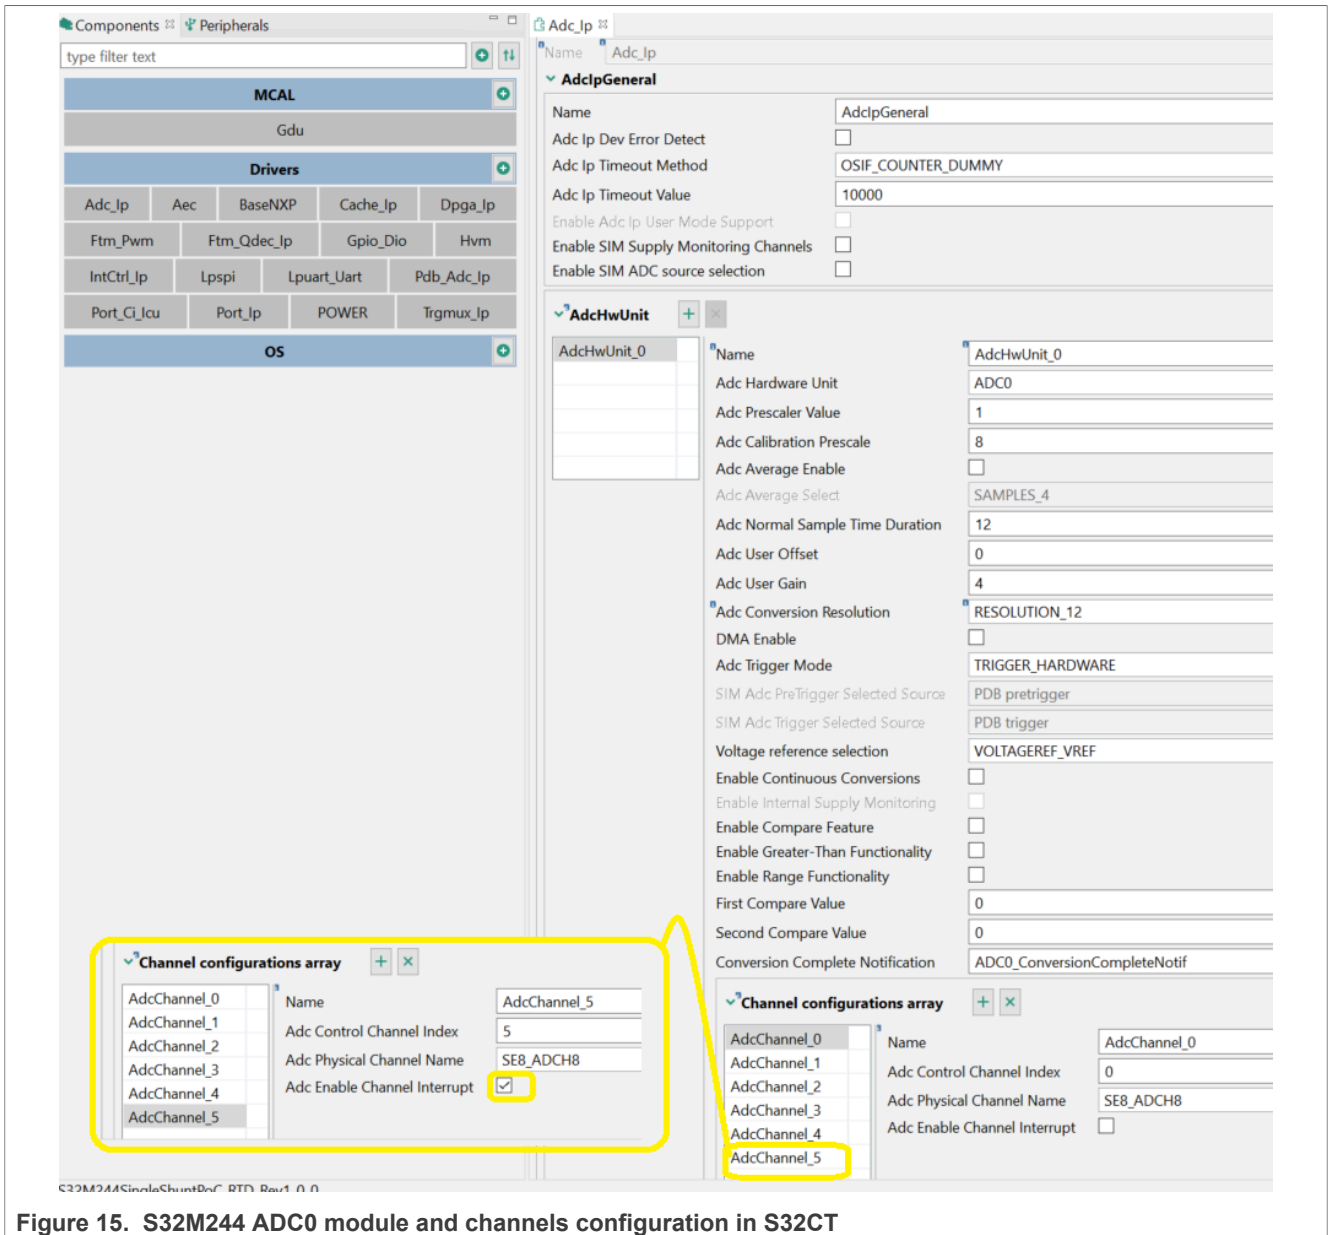 Components
Peripherals
type filter text
MCAL
Gdu
Drivers
Adc_Ip Aec BaseNXP Cache_Ip Dpga_Ip
Ftm_Pwm Ftm_Qdec_Ip Gpio_Dio Hvm
IntCtrl_Ip Lpspi Lpuart_Uart Pdb_Adc_Ip
Port_Ci_Icu Port_Ip POWER Trgmux_Ip
OS
Adc_Ip
Name Adc_Ip
AdcIpGeneral
Name AdcIpGeneral
Adc Ip Dev Error Detect
Adc Ip Timeout Method OSIF_COUNTER_DUMMY
Adc Ip Timeout Value 10000
Enable Adc Ip User Mode Support
Enable SIM Supply Monitoring Channels
Enable SIM ADC source selection
AdcHwUnit
AdcHwUnit_0
Name AdcHwUnit_0
Adc Hardware Unit ADC0
Adc Prescaler Value 1
Adc Calibration Prescale 8
Adc Average Enable
Adc Average Select SAMPLES_4
Adc Normal Sample Time Duration 12
Adc User Offset 0
Adc User Gain 4
Adc Conversion Resolution RESOLUTION_12
DMA Enable
Adc Trigger Mode TRIGGER_HARDWARE
SIM Adc PreTrigger Selected Source PDB pretrigger
SIM Adc Trigger Selected Source PDB trigger
Voltage reference selection VOLTAGEREF_VREF
Enable Continuous Conversions
Enable Internal Supply Monitoring
Enable Compare Feature
Enable Greater-Than Functionality
Enable Range Functionality
First Compare Value 0
Second Compare Value 0
Conversion Complete Notification ADC0_ConversionCompleteNotif
Channel configurations array
AdcChannel_0
AdcChannel_1
AdcChannel_2
AdcChannel_3
AdcChannel_4
AdcChannel_5
Name AdcChannel_0
Adc Control Channel Index 0
Adc Physical Channel Name SE8_ADCH8
Adc Enable Channel Interrupt
Channel configurations array
AdcChannel_0
AdcChannel_1
AdcChannel_2
AdcChannel_3
AdcChannel_4
AdcChannel_5
Name AdcChannel_5
Adc Control Channel Index 5
Adc Physical Channel Name SE8_ADCH8
Adc Enable Channel Interrupt
S32M244SingleShuntPoC_RTD_Rev1_0_0
Figure 15. S32M244 ADC0 module and channels configuration in S32CT